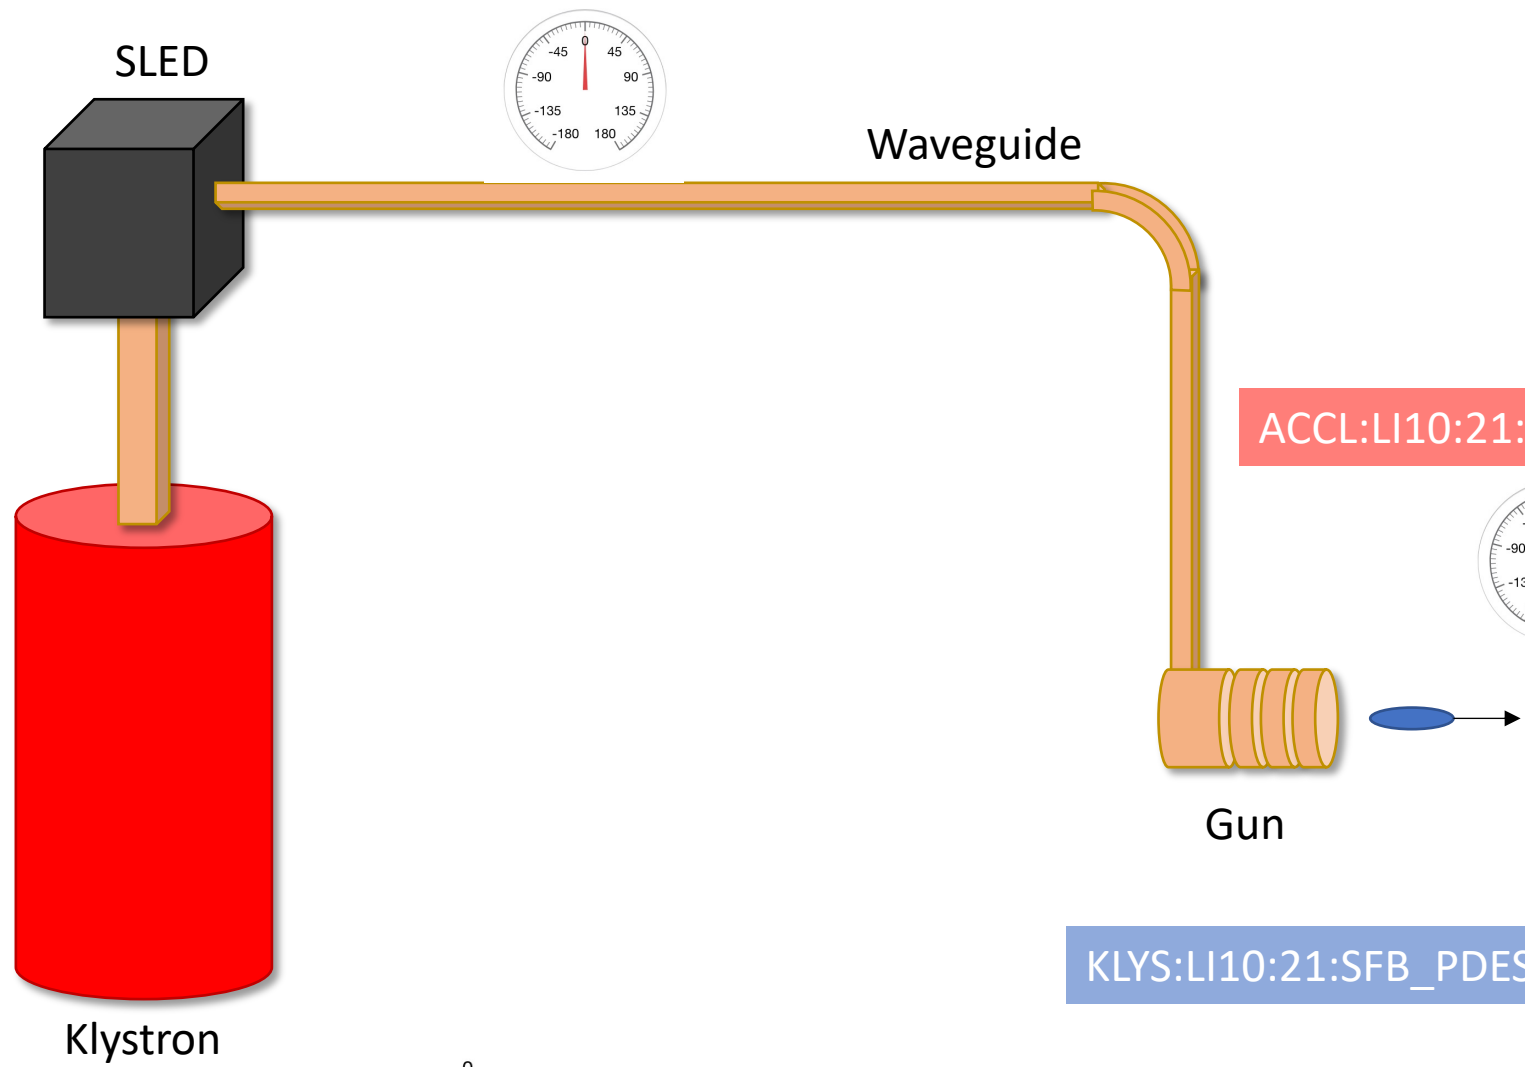 SLED
0
-45 45
-90 90
-135 135
-180 180
Waveguide
ACCL:LI10:21:
-90
Gun
KLYS:LI10:21:SFB_PDES
Klystron